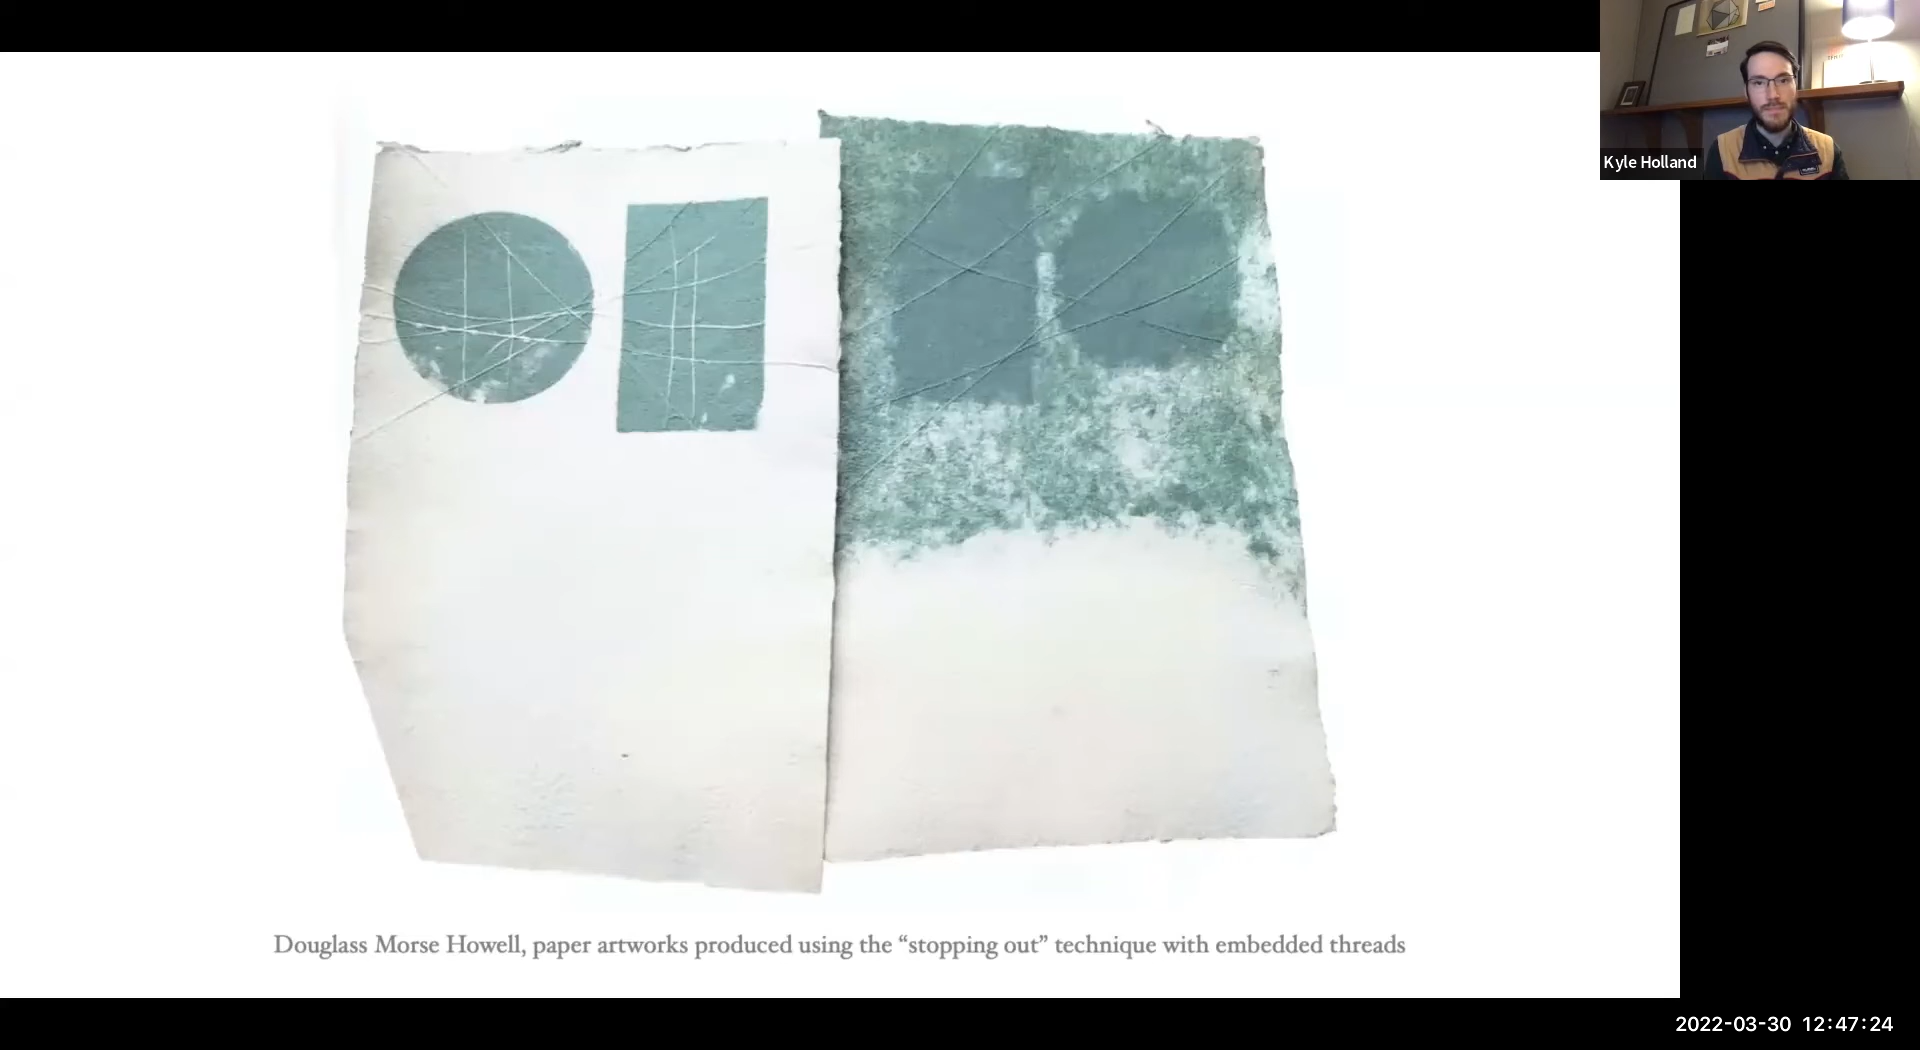 Kyle Holland
Douglass Morse Howell, paper artworks produced using the “stopping out” technique with embedded threads
2022-03-30 12:47:24